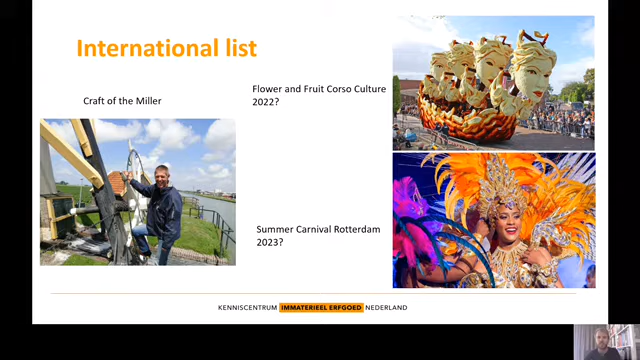 International list
Craft of the Miller
Flower and Fruit Corso Culture
2022?
Summer Carnival Rotterdam
2023?
KENNISCENTRUM IMMATERIEEL ERFGOED NEDERLAND